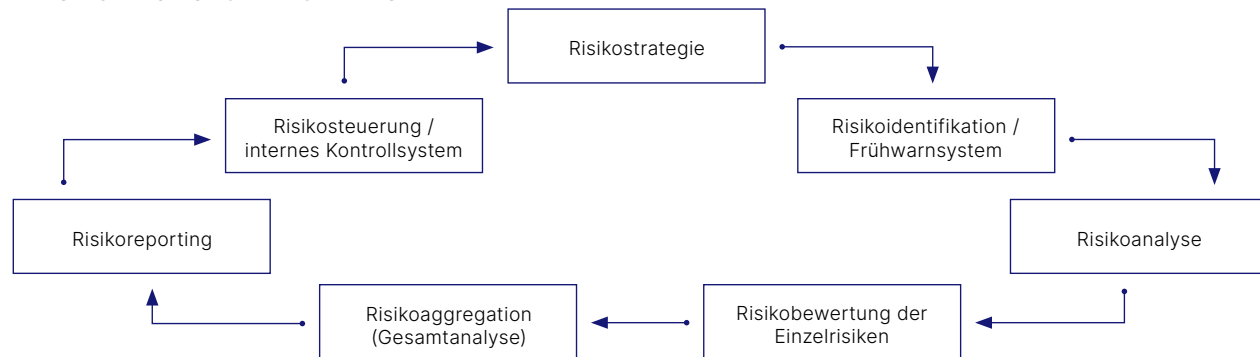 Risikostrategie
Risikosteuerung /
internes Kontrollsystem
Risikoidentifikation /
Frühwarnsystem
Risikoreporting
Risikoanalyse
Risikoaggregation
(Gesamtanalyse)
Risikobewertung der
Einzelrisiken